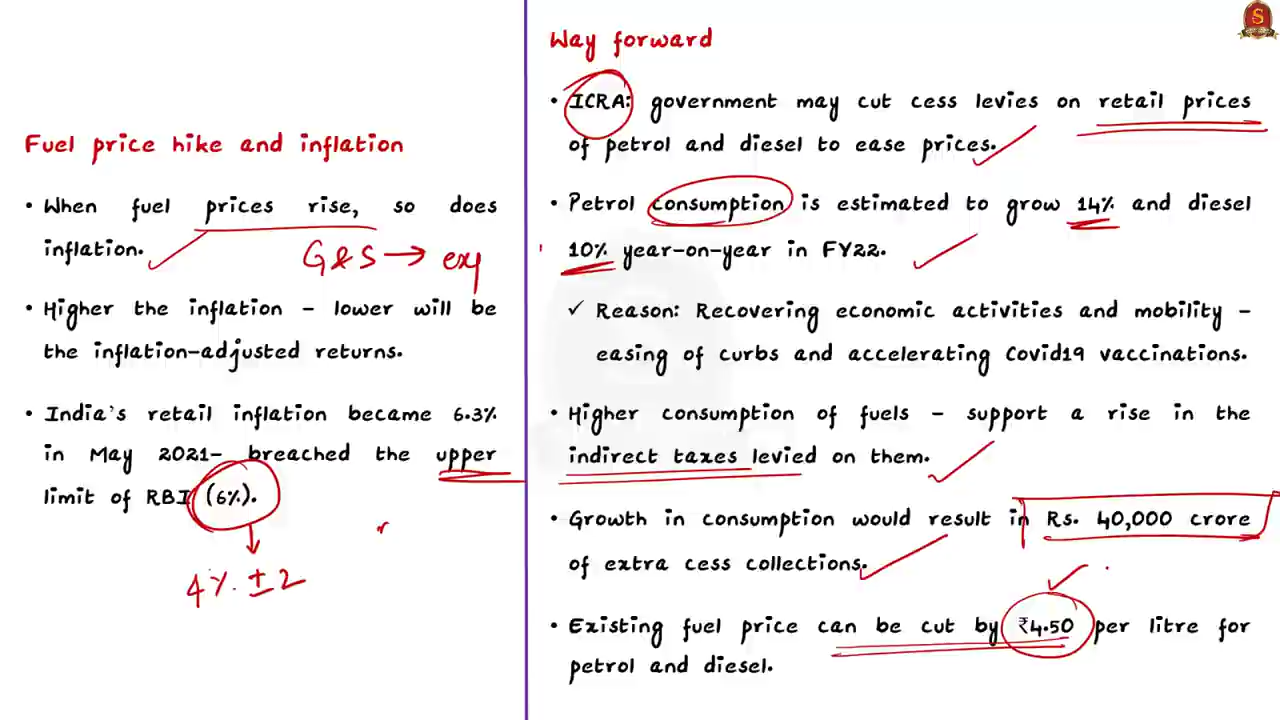 Fuel price hike and inflation
• When fuel prices rise, so does
inflation.
G&S → exp
• Higher the inflation - lower will be
the inflation-adjusted returns.
• India's retail inflation became 6.3%
in May 2021- breached the upper
limit of RBI (6%).
4% ± 2
Way forward
• ICRA: government may cut cess levies on retail prices
of petrol and diesel to ease prices.
• Petrol consumption is estimated to grow 14% and diesel
10% year-on-year in FY22.
✓ Reason: Recovering economic activities and mobility -
easing of curbs and accelerating Covid19 vaccinations.
• Higher consumption of fuels - support a rise in the
indirect taxes levied on them.
• Growth in consumption would result in Rs. 40,000 crore
of extra cess collections.
• Existing fuel price can be cut by ₹4.50 per litre for
petrol and diesel.
S